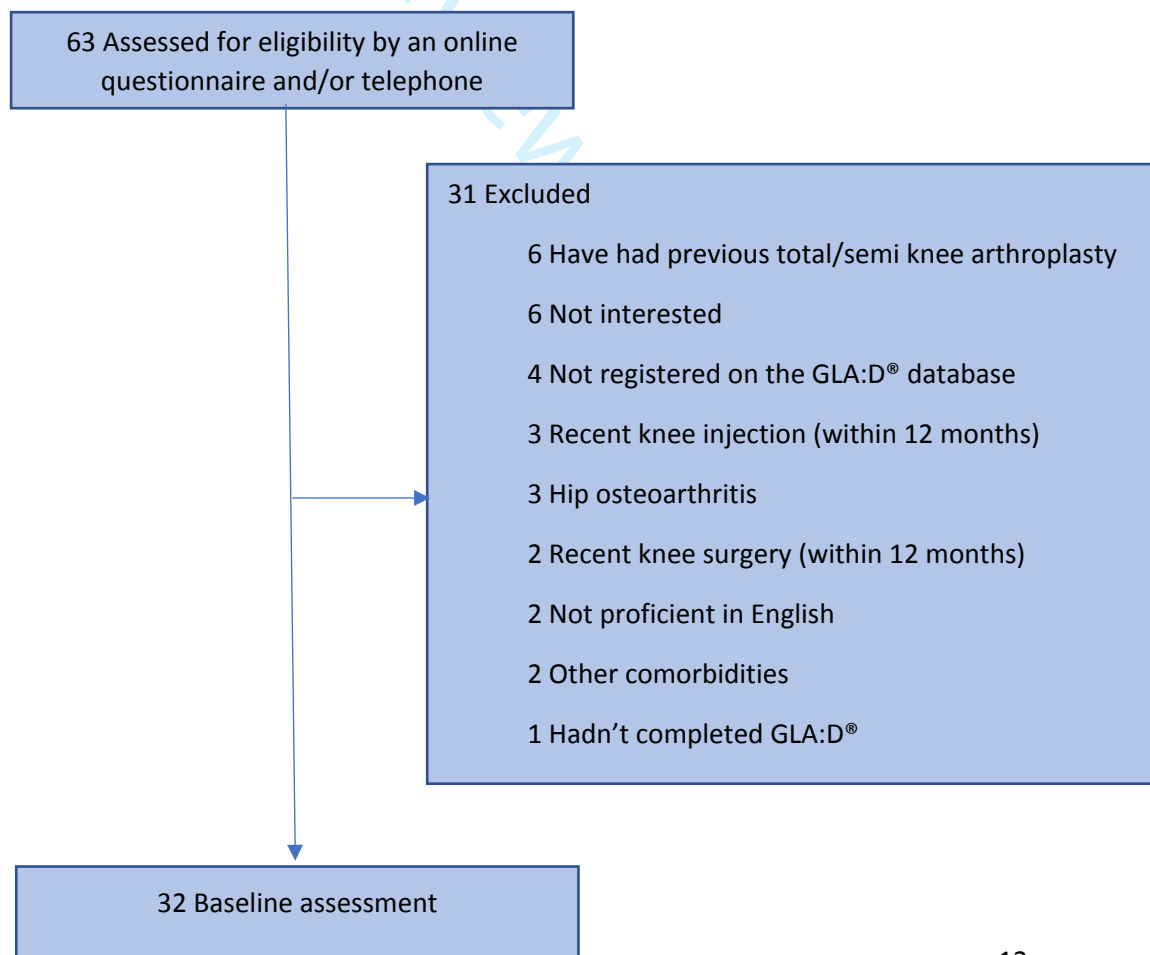 63 Assessed for eligibility by an online
questionnaire and/or telephone
31 Excluded
6 Have had previous total/semi knee arthroplasty
6 Not interested
4 Not registered on the GLA:D® database
3 Recent knee injection (within 12 months)
3 Hip osteoarthritis
2 Recent knee surgery (within 12 months)
2 Not proficient in English
2 Other comorbidities
1 Hadn’t completed GLA:D®
32 Baseline assessment